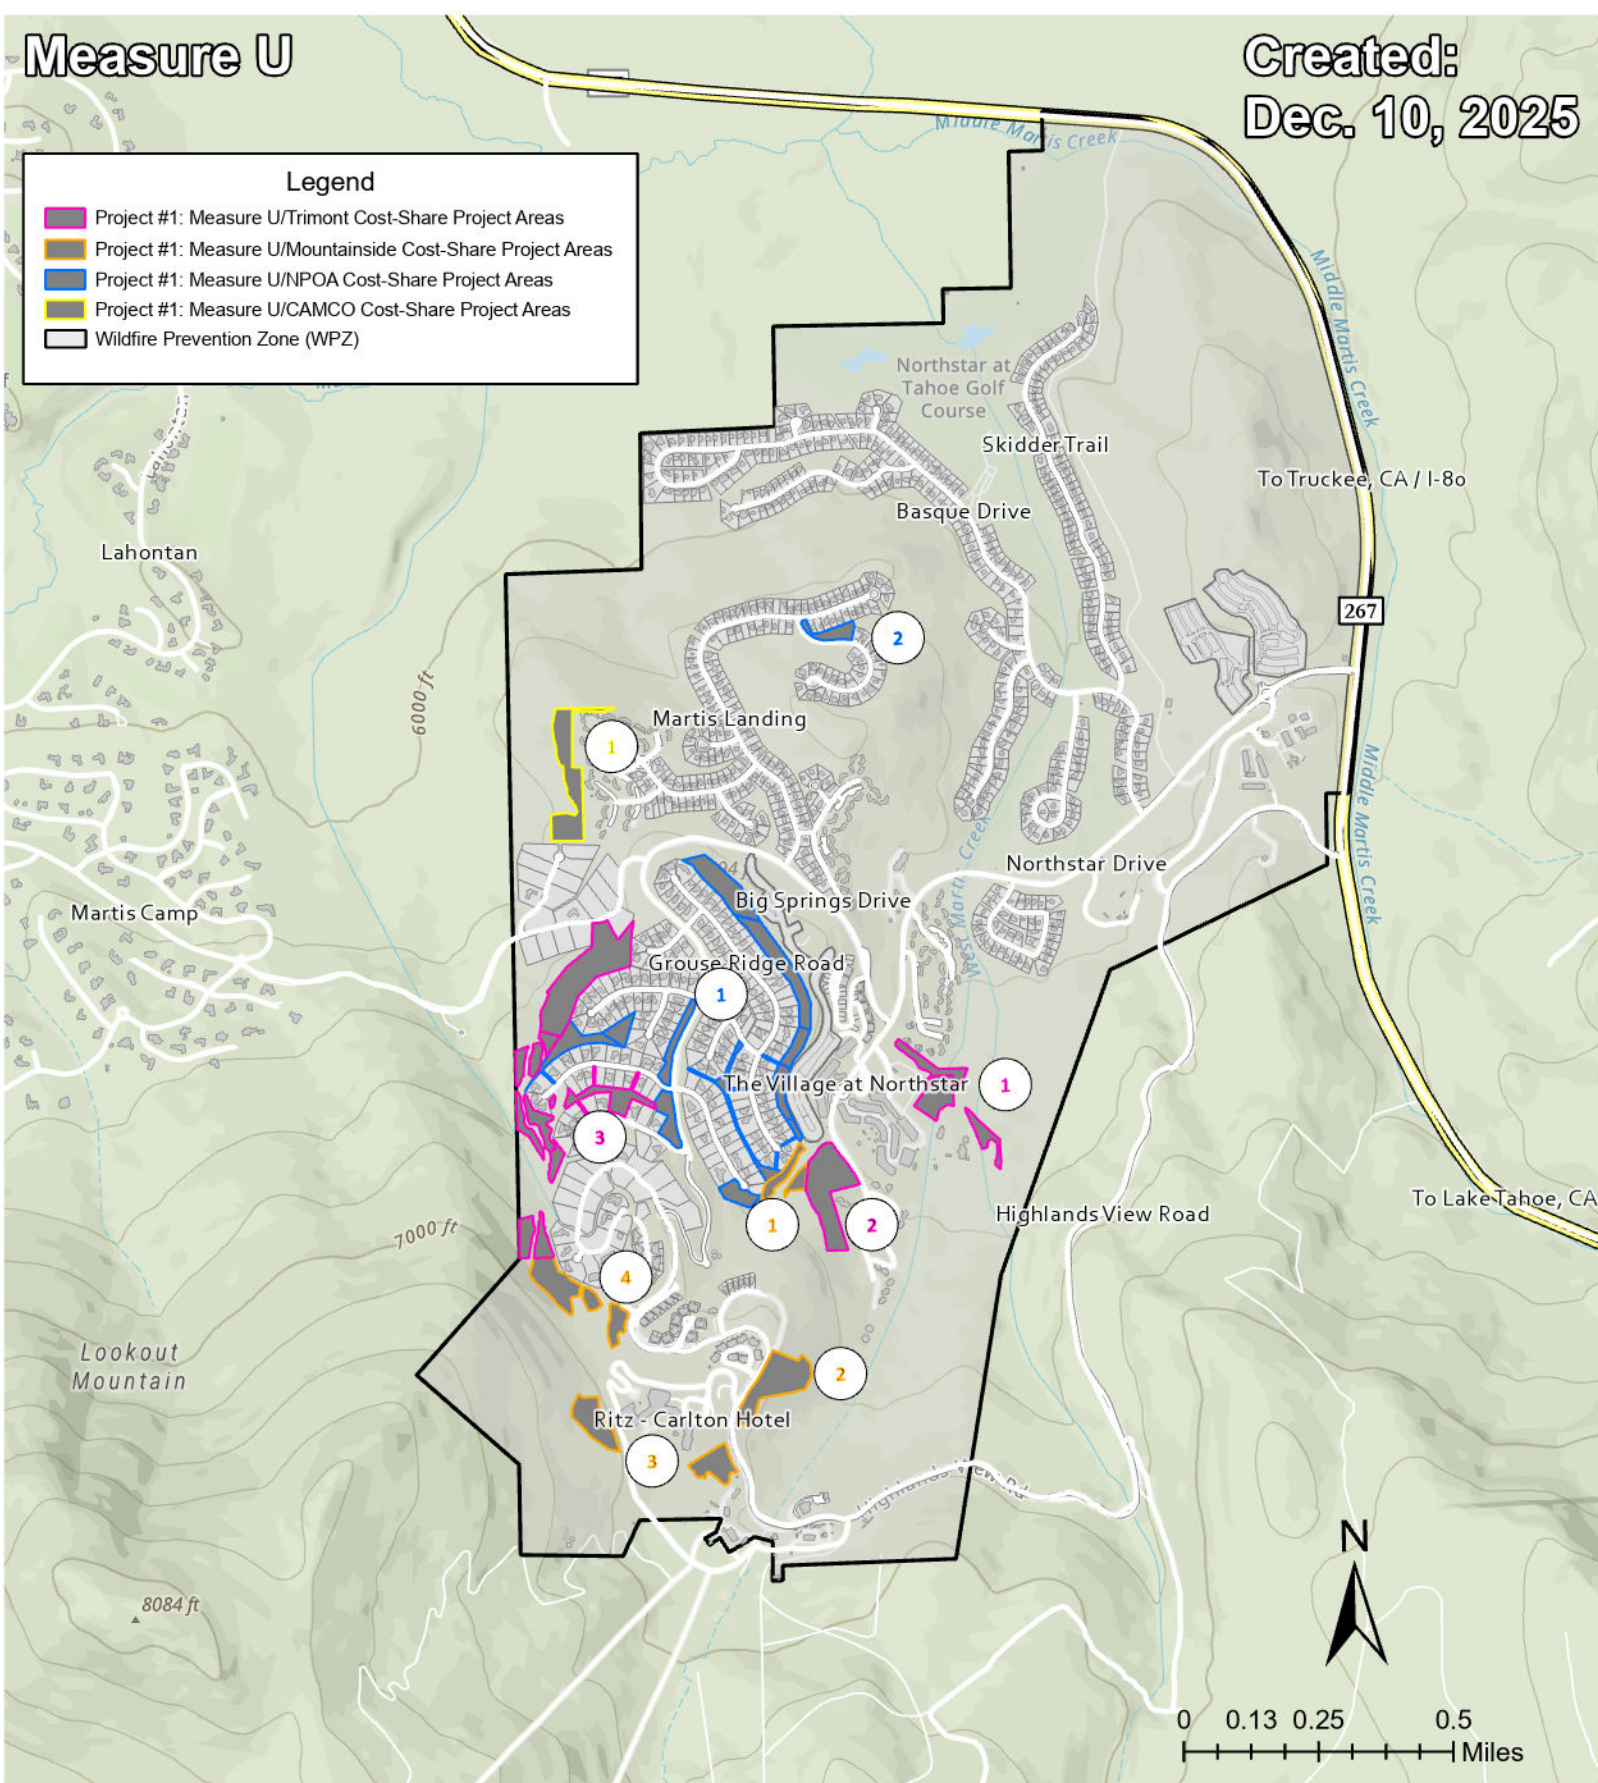 Measure U
Created:
Dec. 10, 2025
Legend
Project #1: Measure U/Trimont Cost-Share Project Areas
Project #1: Measure U/Mountainside Cost-Share Project Areas
Project #1: Measure U/NPOA Cost-Share Project Areas
Project #1: Measure U/CAMCO Cost-Share Project Areas
Wildfire Prevention Zone (WPZ)
Middle Martis Creek
Middle Martis Creek
Northstar at
Tahoe Golf
Course
Skidder Trail
Lahontan
To Truckee, CA / I-80
Basque Drive
Lahontan
267
2
6000 ft
Martis Landing
1
Middle Martis Creek
West Martis Creek
Northstar Drive
Big Springs Drive
Martis Camp
Grouse Ridge Road
1
The Village at Northstar
1
3
To Lake Tahoe, CA
Highlands View Road
1
2
7000 ft
4
Lookout
Mountain
2
Ritz - Carlton Hotel
3
Highlands View Rd
N
8084 ft
0 0.13 0.25 0.5
Miles